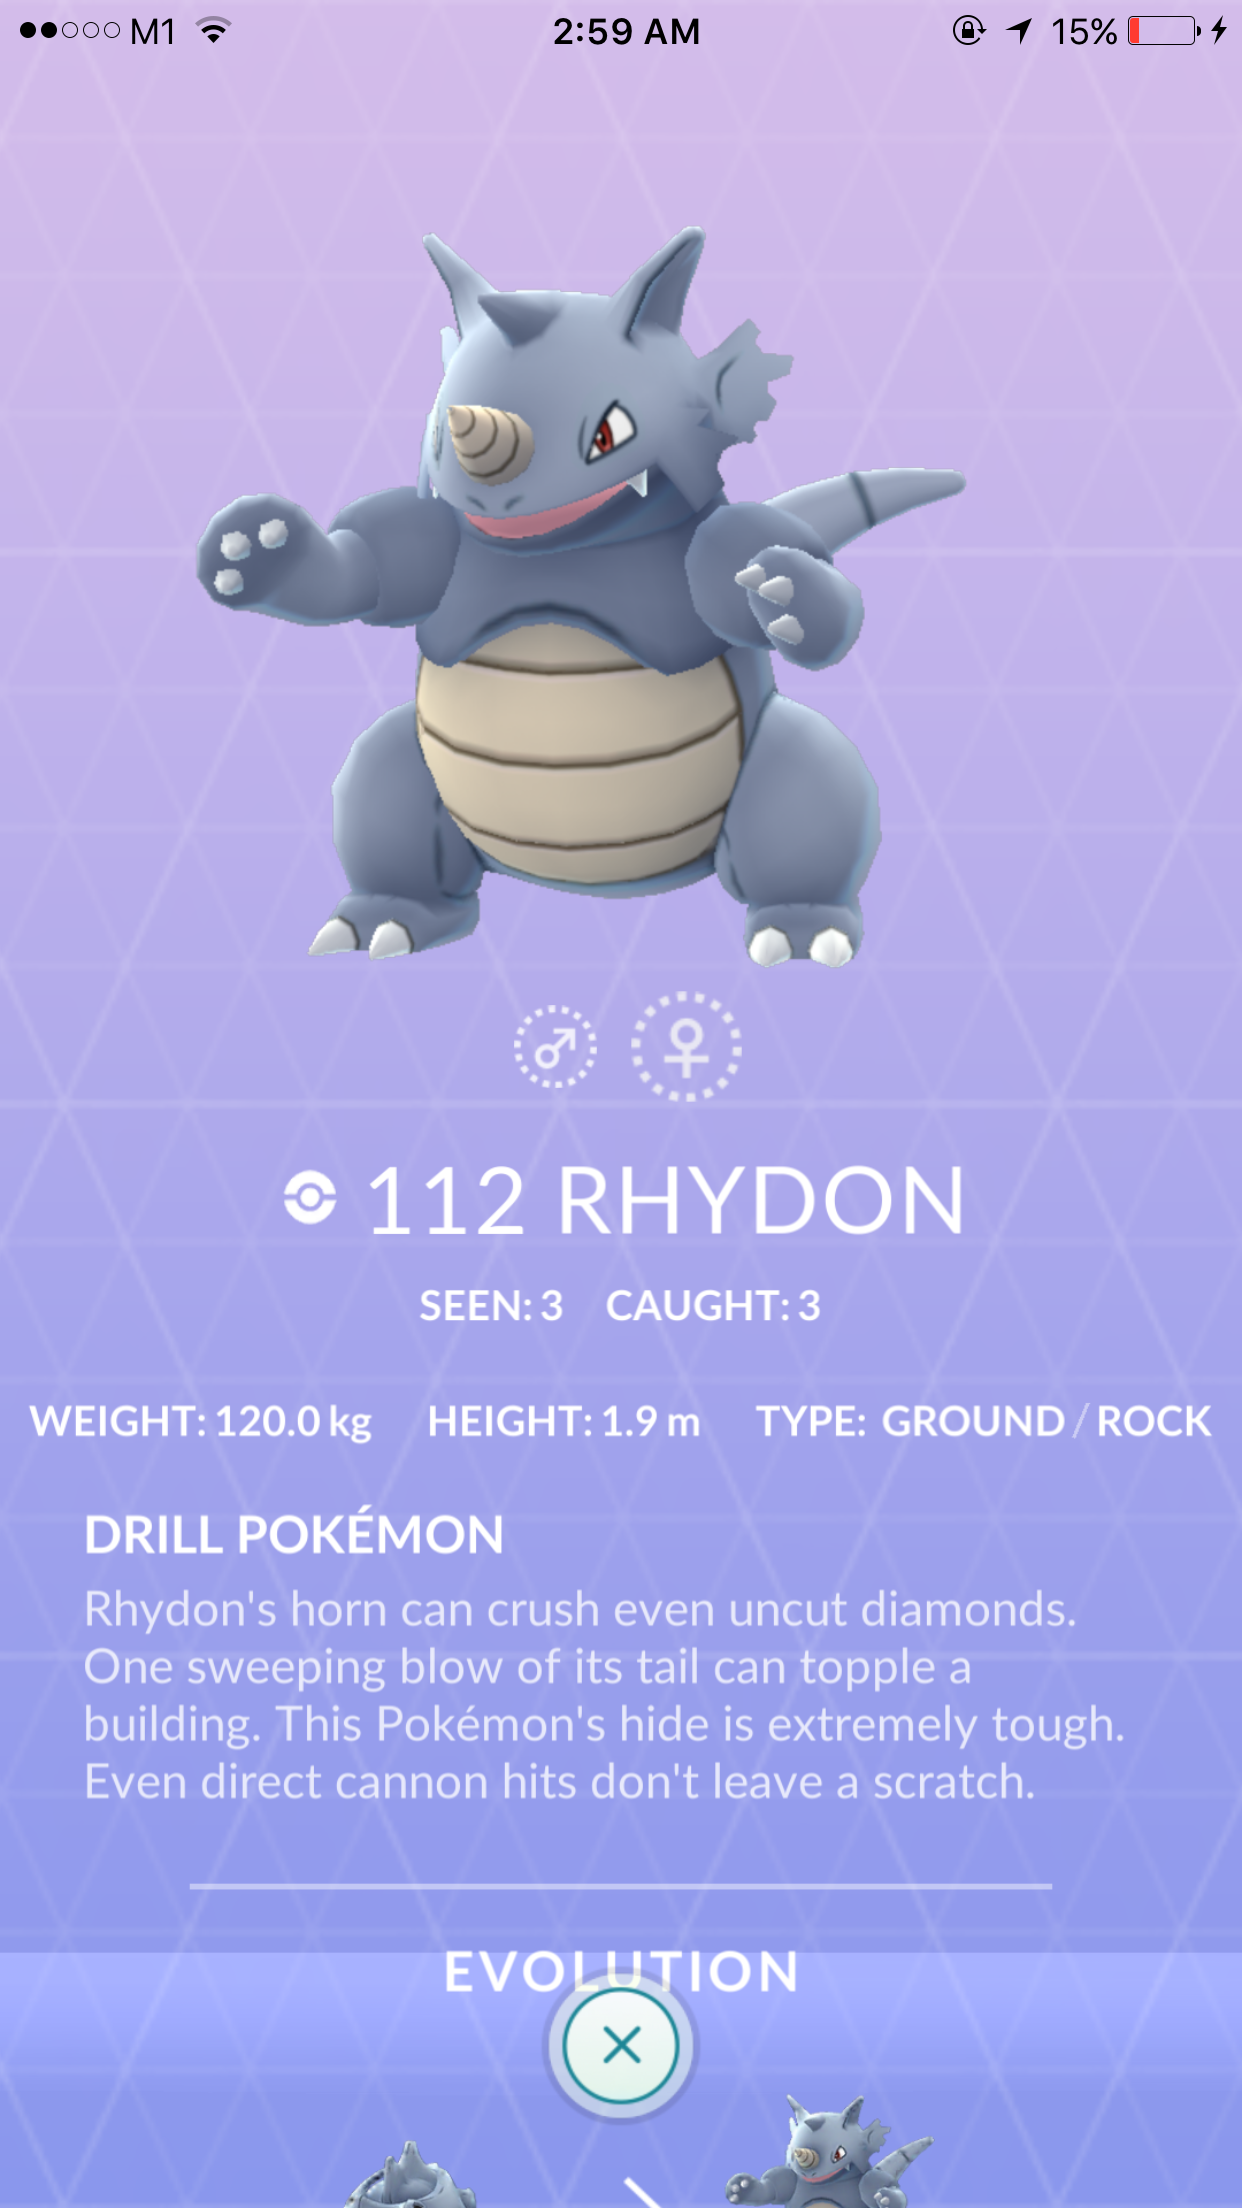 M1 2:59 AM 15%
112 RHYDON
SEEN: 3 CAUGHT: 3
WEIGHT: 120.0 kg HEIGHT: 1.9 m TYPE: GROUND / ROCK
DRILL POKÉMON
Rhydon's horn can crush even uncut diamonds.
One sweeping blow of its tail can topple a
building. This Pokémon's hide is extremely tough.
Even direct cannon hits don't leave a scratch.
EVOLUTION